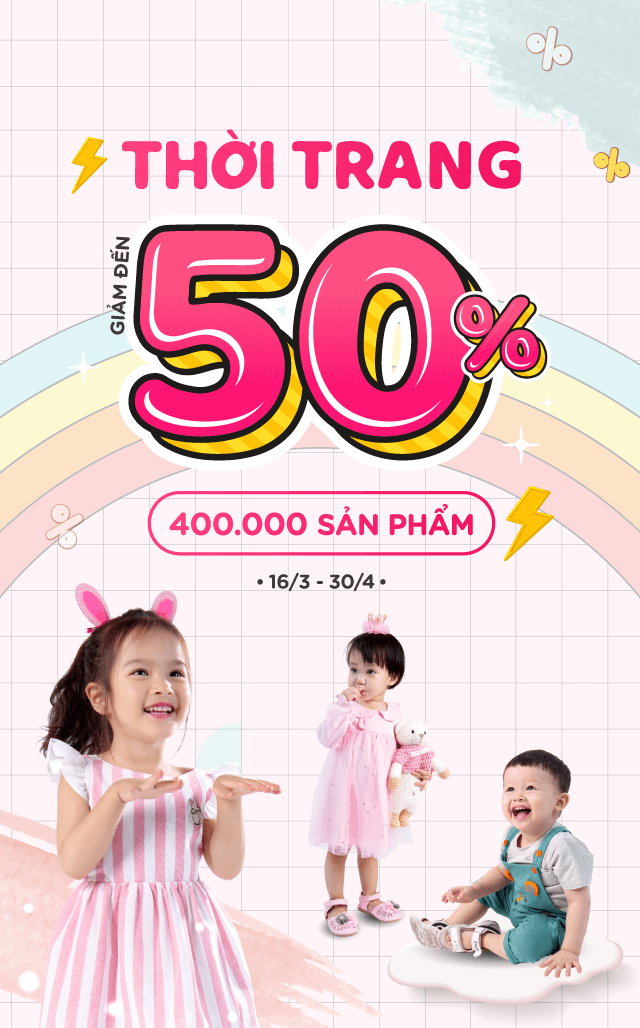 THỜI TRANG
GIẢM ĐẾN
50%
400.000 SẢN PHẨM
• 16/3 - 30/4 •